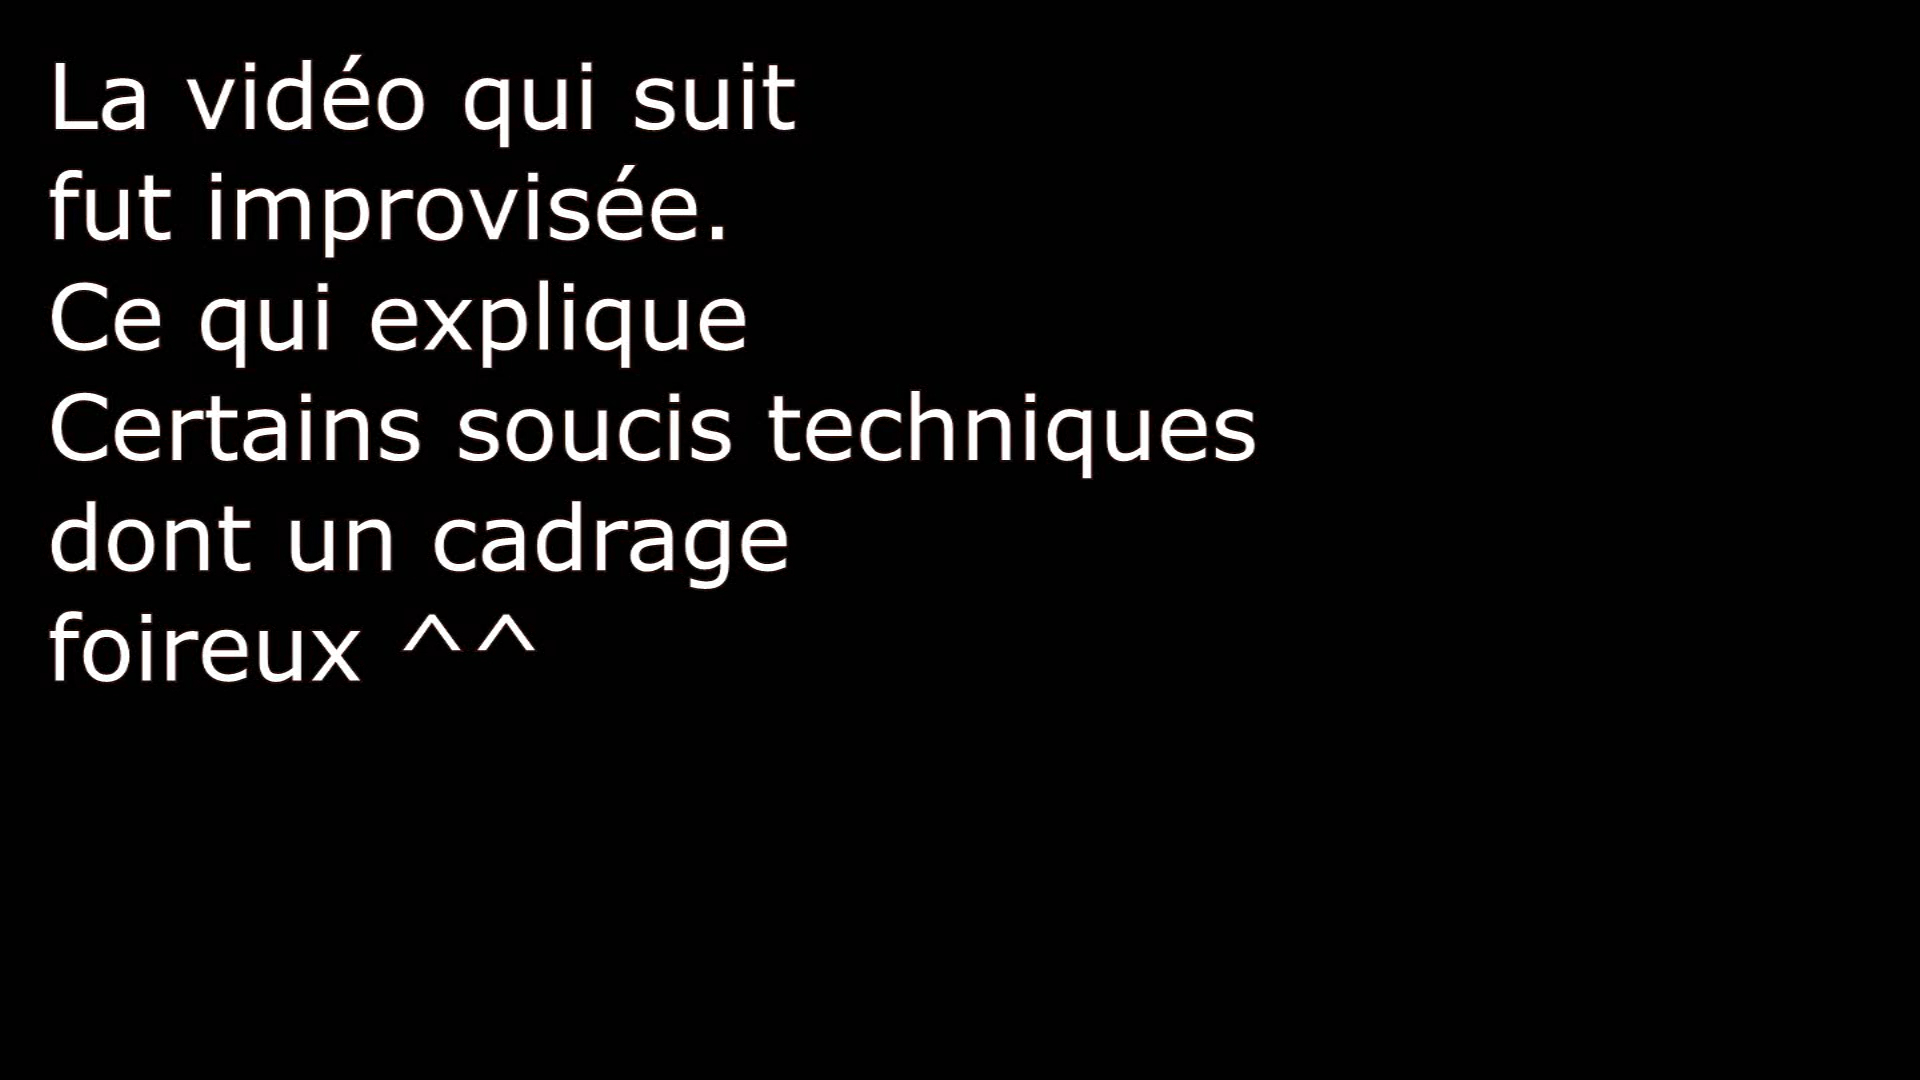 La vidéo qui suit
fut improvisée.
Ce qui explique
Certains soucis techniques
dont un cadrage
foireux ^^